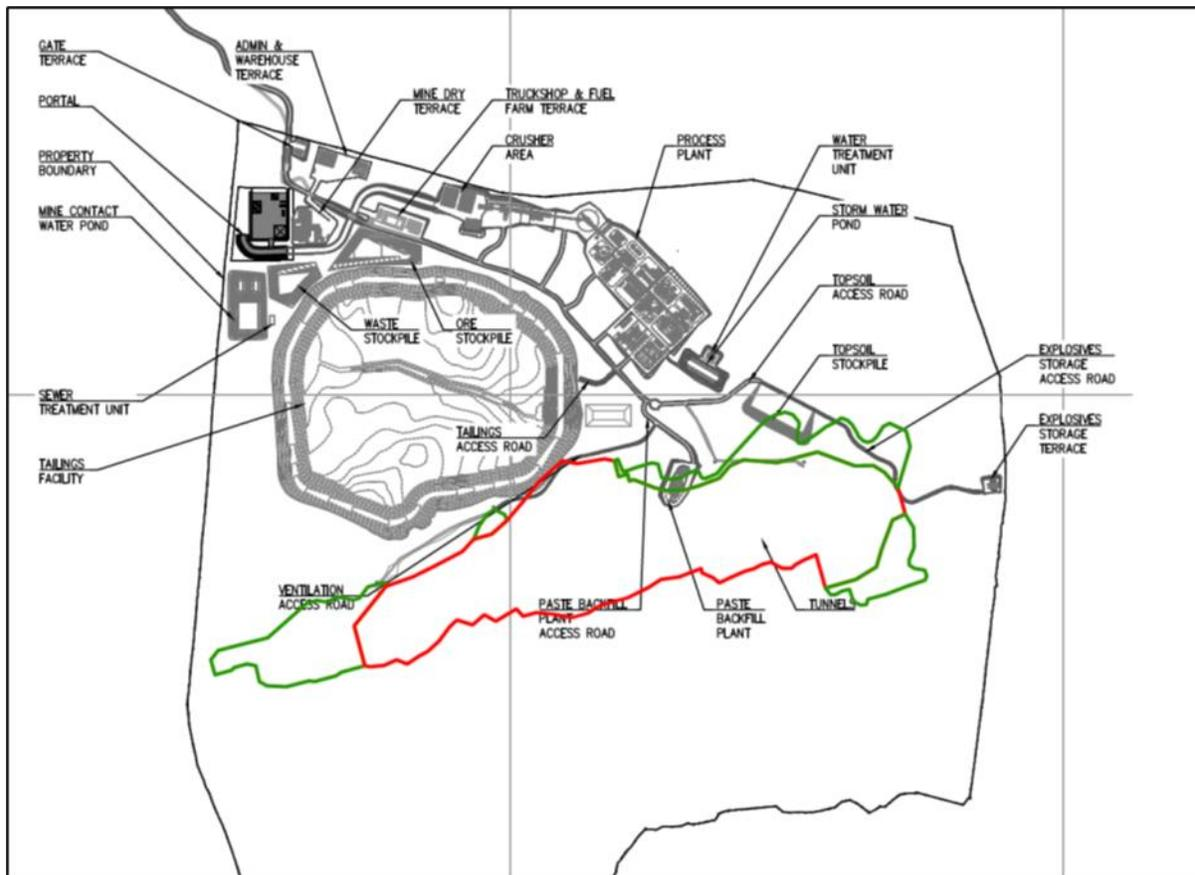 GATE
TERRACE
ADMIN &
WAREHOUSE
TERRACE
PORTAL
MINE DRY
TERRACE
TRUCKSHOP & FUEL
FARM TERRACE
CRUSHER
AREA
PROCESS
PLANT
WATER
TREATMENT
UNIT
PROPERTY
BOUNDARY
MINE CONTACT
WATER POND
STORM WATER
POND
TOPSOIL
ACCESS ROAD
WASTE
STOCKPILE
ORE
STOCKPILE
TOPSOIL
STOCKPILE
EXPLOSIVES
STORAGE
ACCESS ROAD
SEWER
TREATMENT UNIT
EXPLOSIVES
STORAGE
TERRACE
TAILINGS
ACCESS ROAD
TAILINGS
FACILITY
VENTILATION
ACCESS ROAD
PASTE BACKFILL
PLANT
ACCESS ROAD
PASTE
BACKFILL
PLANT
TUNNELS